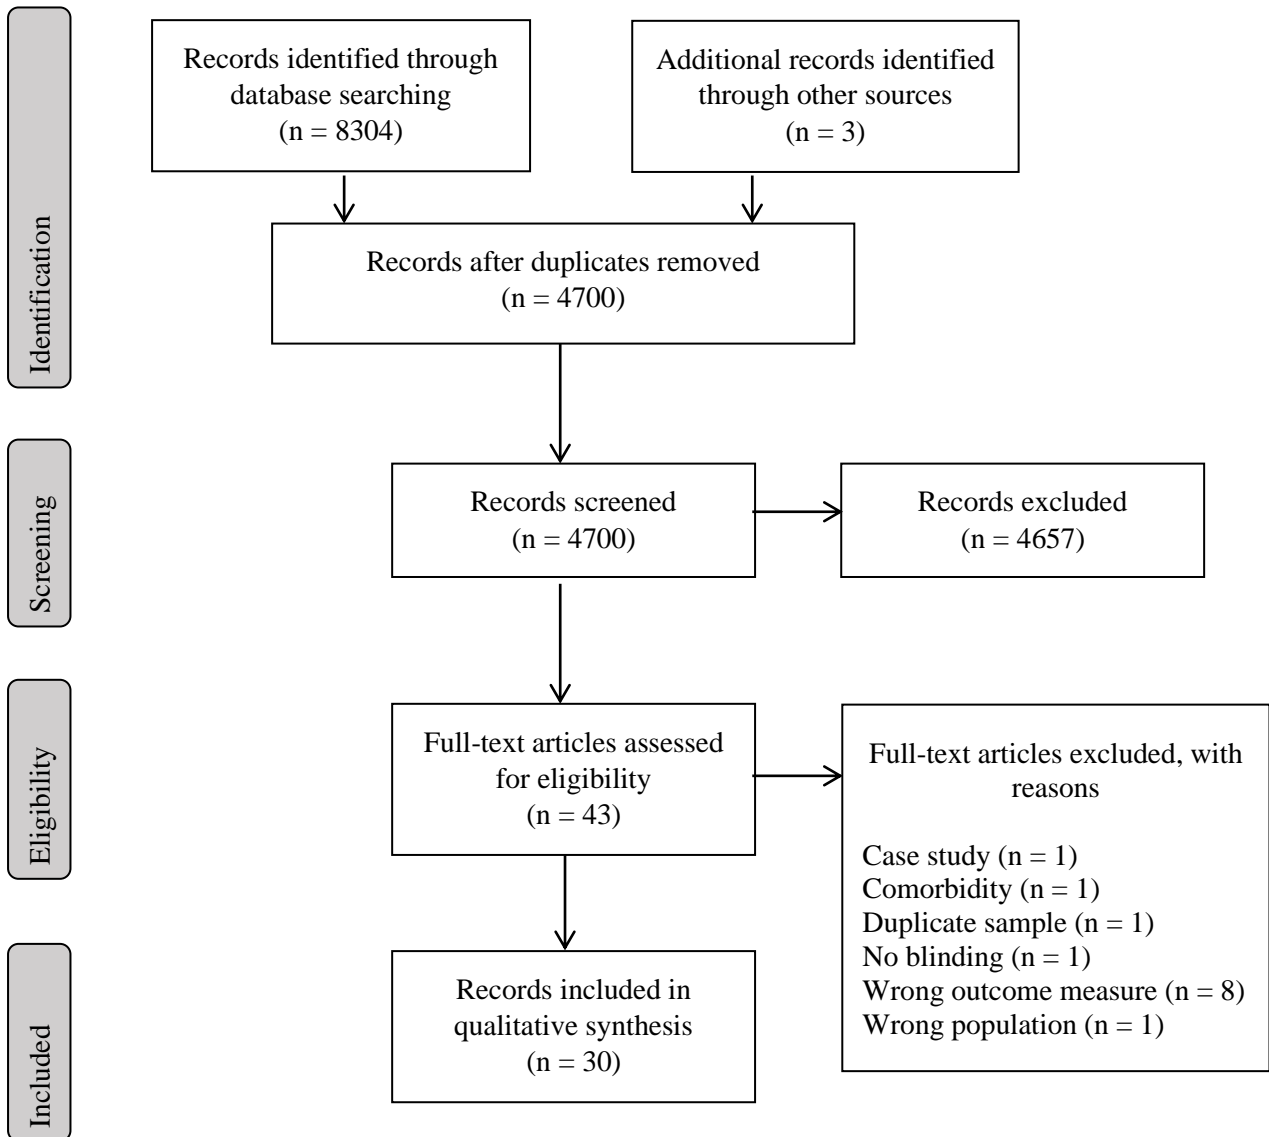 Identification
Records identified through
database searching
(n = 8304)
Additional records identified
through other sources
(n = 3)
Records after duplicates removed
(n = 4700)
Screening
Records screened
(n = 4700)
Records excluded
(n = 4657)
Eligibility
Full-text articles assessed
for eligibility
(n = 43)
Full-text articles excluded, with
reasons
Case study (n = 1)
Comorbidity (n = 1)
Duplicate sample (n = 1)
No blinding (n = 1)
Wrong outcome measure (n = 8)
Wrong population (n = 1)
Included
Records included in
qualitative synthesis
(n = 30)